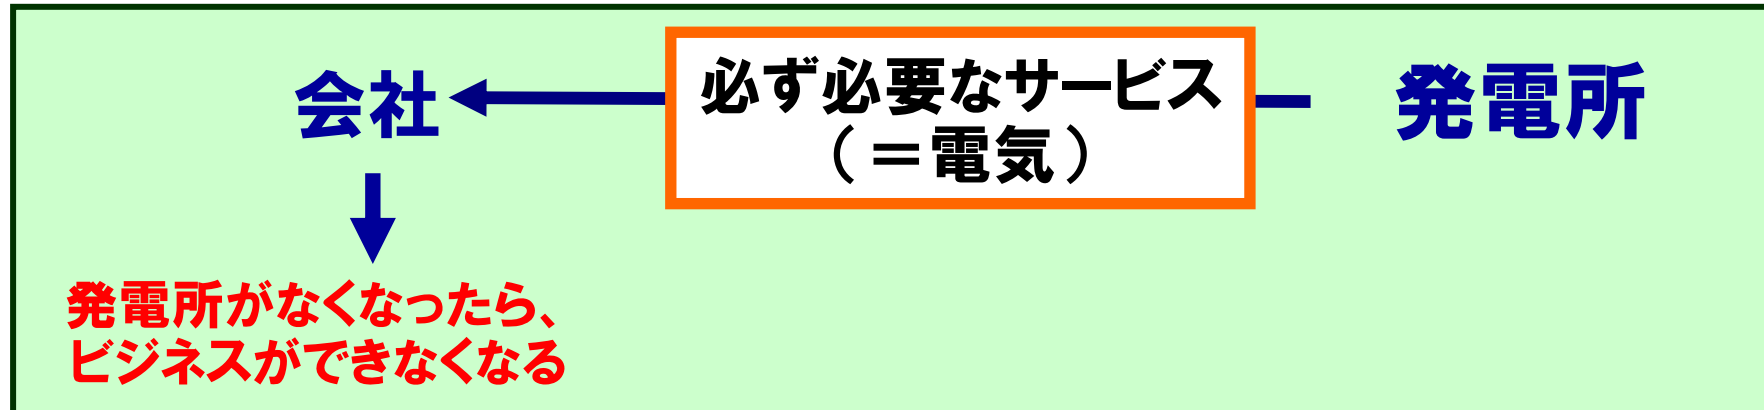 会社
必ず必要なサービス
（＝電気）
発電所
発電所がなくなったら、
ビジネスができなくなる